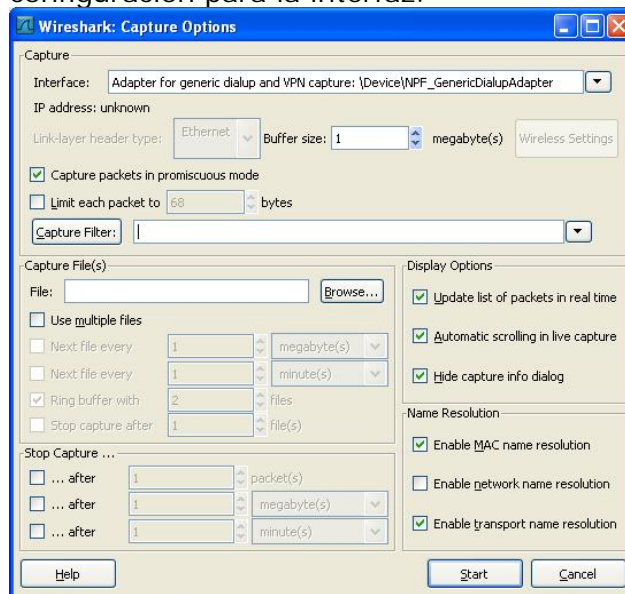 configuración para la interfaz.
Wireshark: Capture Options
Capture
Interface: Adapter for generic dialup and VPN capture: \Device\NPF_GenericDialupAdapter
IP address: unknown
Link-layer header type: Ethernet Buffer size: 1 megabyte(s) Wireless Settings
Capture packets in promiscuous mode
Limit each packet to 68 bytes
Capture Filter:
Capture File(s)
File: Browse...
Use multiple files
Next file every 1 megabyte(s)
Next file every 1 minute(s)
Ring buffer with 2 files
Stop capture after 1 file(s)
Stop Capture ...
... after 1 packet(s)
... after 1 megabyte(s)
... after 1 minute(s)
Display Options
Update list of packets in real time
Automatic scrolling in live capture
Hide capture info dialog
Name Resolution
Enable MAC name resolution
Enable network name resolution
Enable transport name resolution
Help Start Cancel